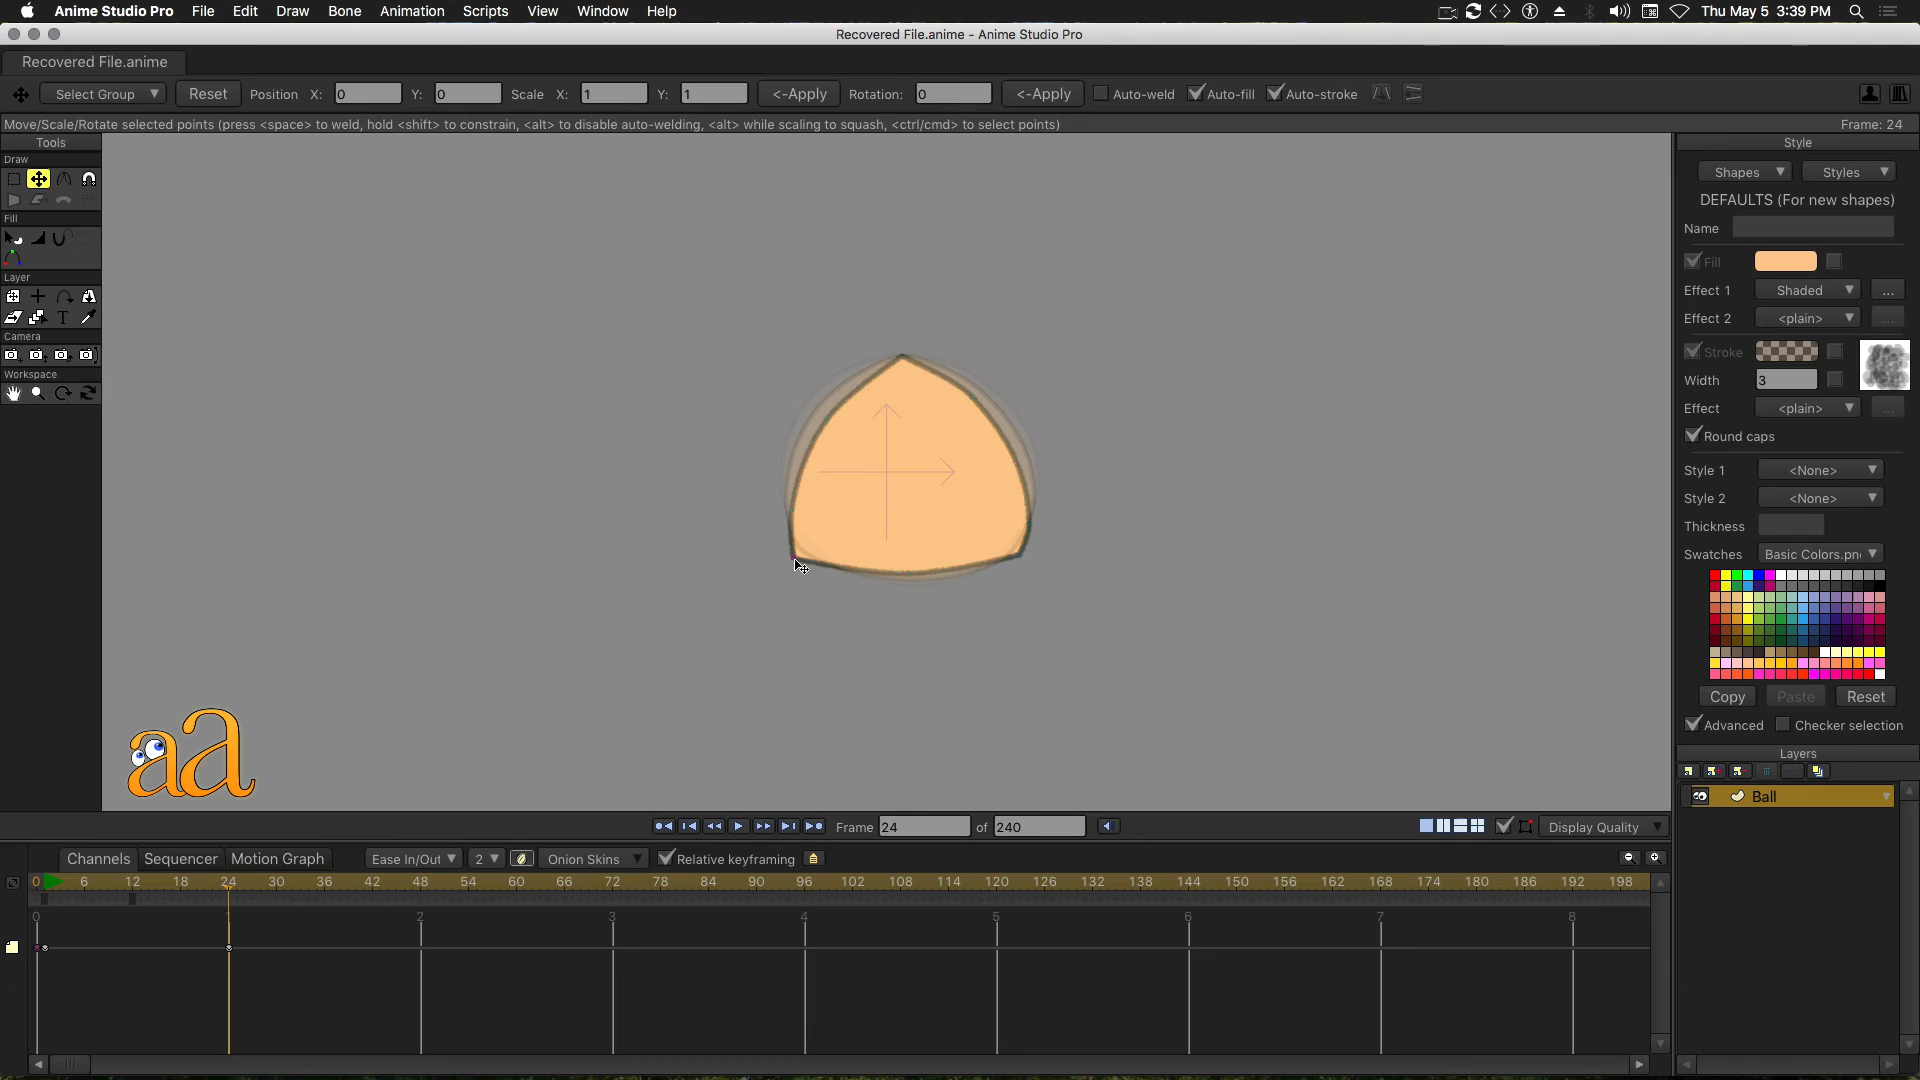 Anime Studio Pro File Edit Draw Bone Animation Scripts View Window Help Thu May 5 3:39 PM
Recovered File.anime - Anime Studio Pro
Recovered File.anime
Select Group Reset Position X: 0 Y: 0 Scale X: 1 Y: 1 <-Apply Rotation: 0 <-Apply Auto-weld Auto-fill Auto-stroke
Move/Scale/Rotate selected points (press <space> to weld, hold <shift> to constrain, <alt> to disable auto-welding, <alt> while scaling to squash, <ctrl/cmd> to select points) Frame: 24
Tools
Draw
Fill
Layer
T
Camera
Workspace
Style
Shapes Styles
DEFAULTS (For new shapes)
Name
Fill
Effect 1 Shaded ...
Effect 2 <plain> ...
Stroke
Width 3
Effect <plain> ...
Round caps
Style 1 <None>
Style 2 <None>
Thickness
Swatches Basic Colors.pn
Copy Paste Reset
Advanced Checker selection
Layers
Ball
aa
Frame 24 of 240 Display Quality
Channels Sequencer Motion Graph Ease In/Out 2 Onion Skins Relative keyframing
0 6 12 18 24 30 36 42 48 54 60 66 72 78 84 90 96 102 108 114 120 126 132 138 144 150 156 162 168 174 180 186 192 198
0 1 2 3 4 5 6 7 8